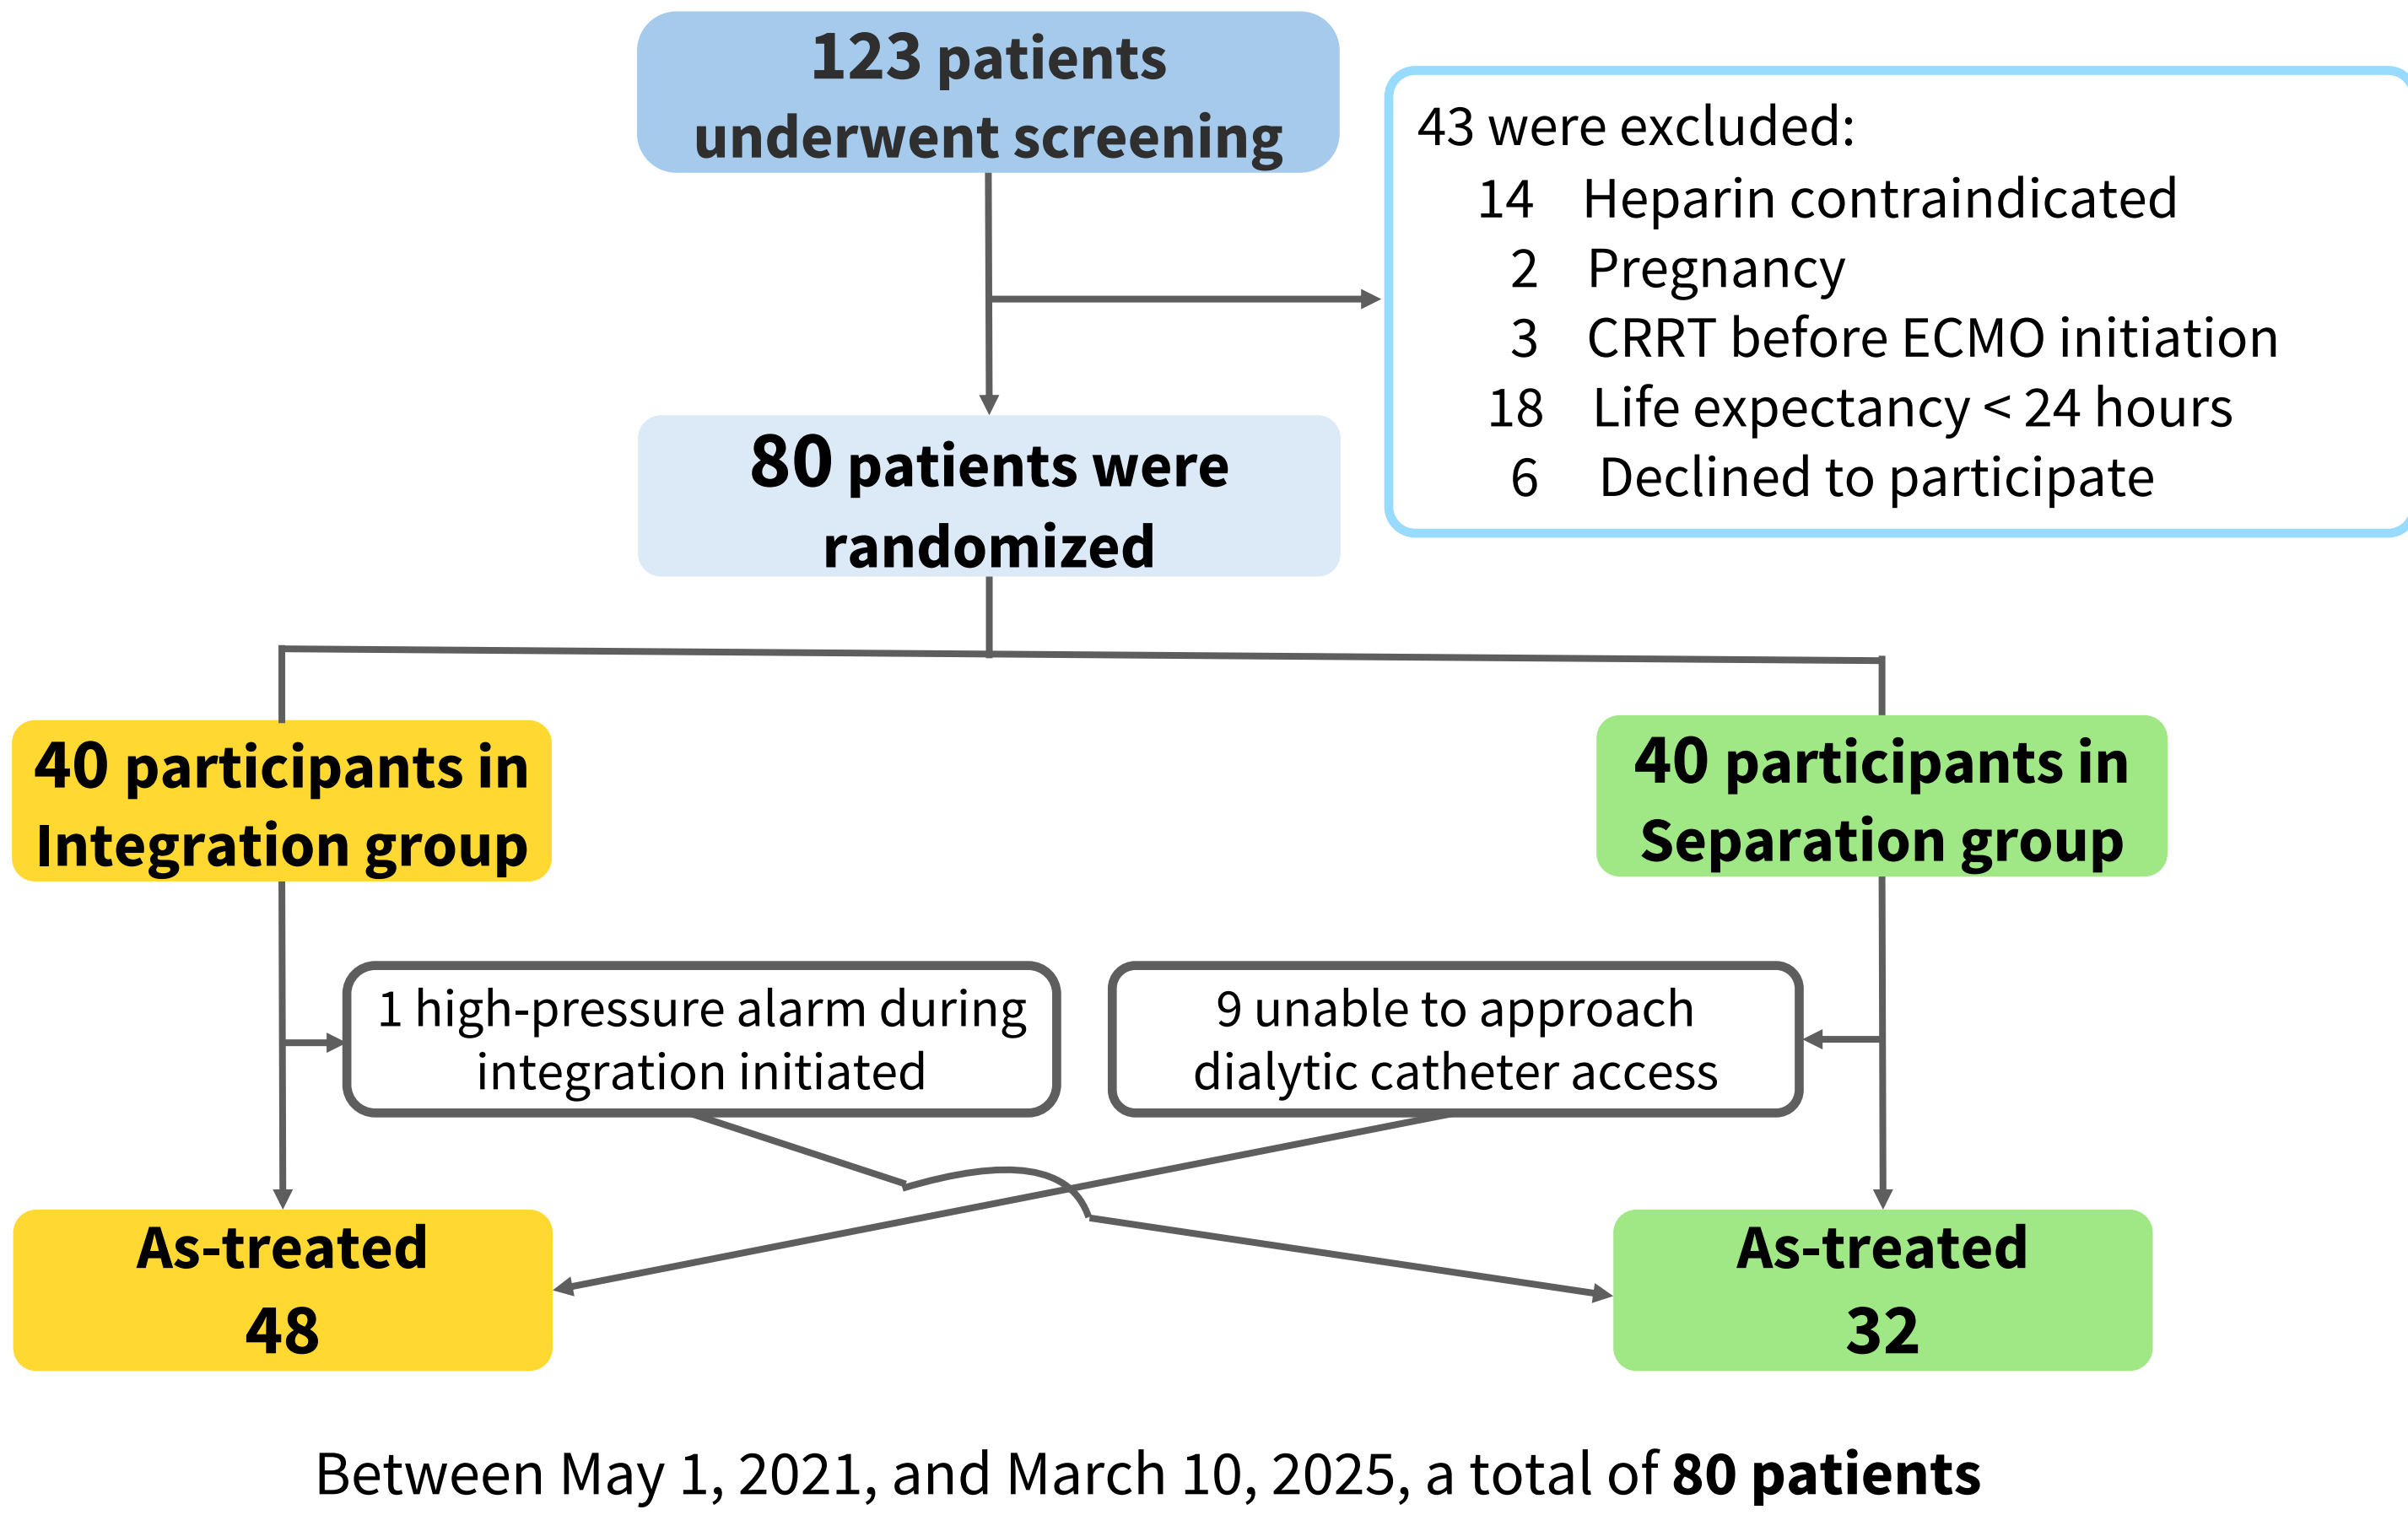 123 patients
underwent screening
43 were excluded:
14 Heparin contraindicated
2 Pregnancy
3 CRRT before ECMO initiation
18 Life expectancy < 24 hours
6 Declined to participate
80 patients were
randomized
40 participants in
Integration group
40 participants in
Separation group
1 high-pressure alarm during
integration initiated
9 unable to approach
dialytic catheter access
As-treated
48
As-treated
32
Between May 1, 2021, and March 10, 2025, a total of 80 patients